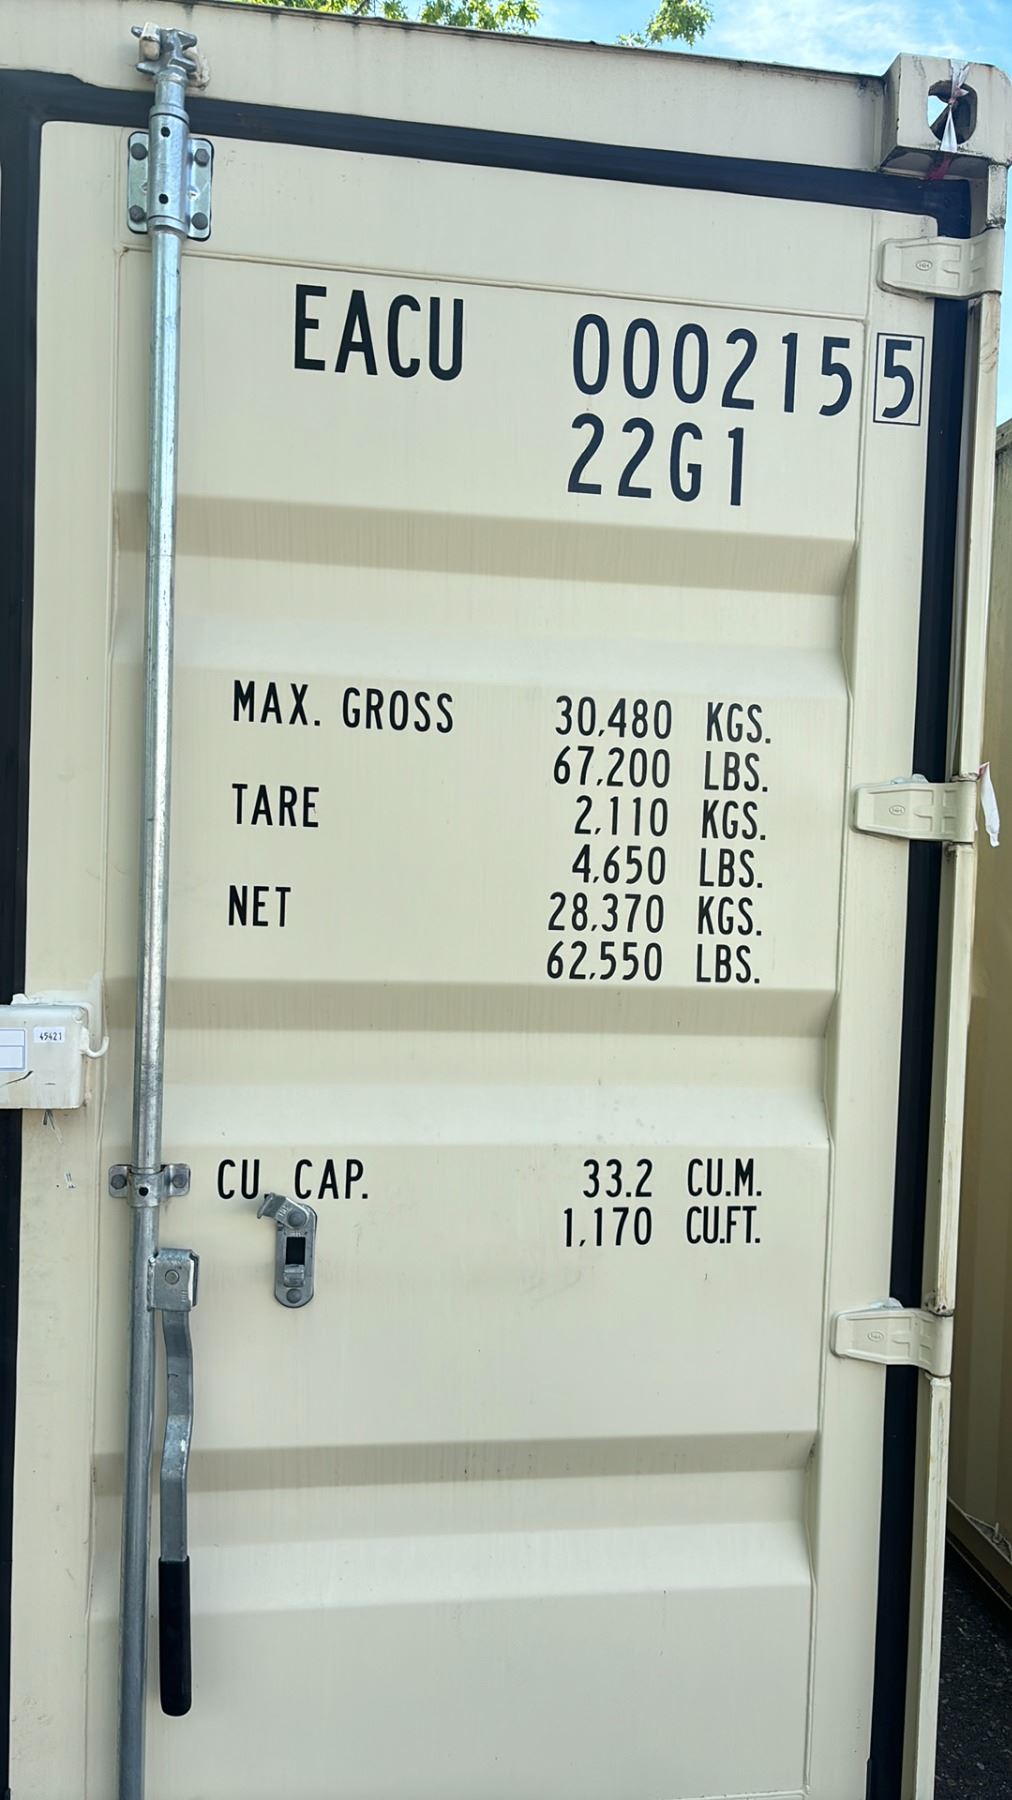 EACU 000215 5
22G1
MAX. GROSS 30,480 KGS.
67,200 LBS.
TARE 2,110 KGS.
4,650 LBS.
NET 28,370 KGS.
62,550 LBS.
45421
CU. CAP. 33.2 CU.M.
1,170 CU.FT.